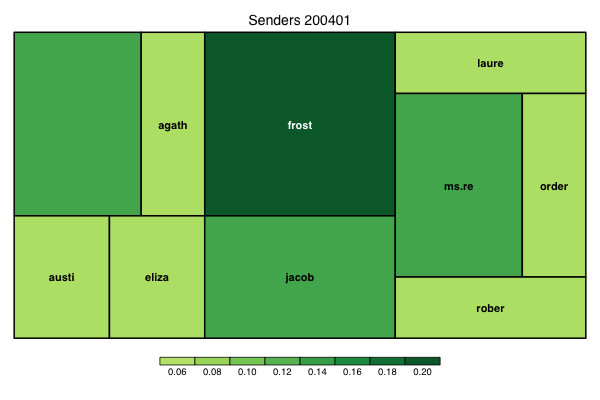 Senders 200401
laure
agath
frost
ms.re
order
austi
eliza
jacob
rober
0.06 0.08 0.10 0.12 0.14 0.16 0.18 0.20